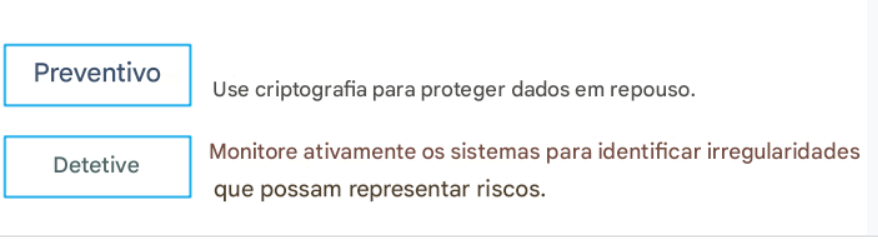 Preventivo
Use criptografia para proteger dados em repouso.
Detetive
Monitore ativamente os sistemas para identificar irregularidades
que possam representar riscos.